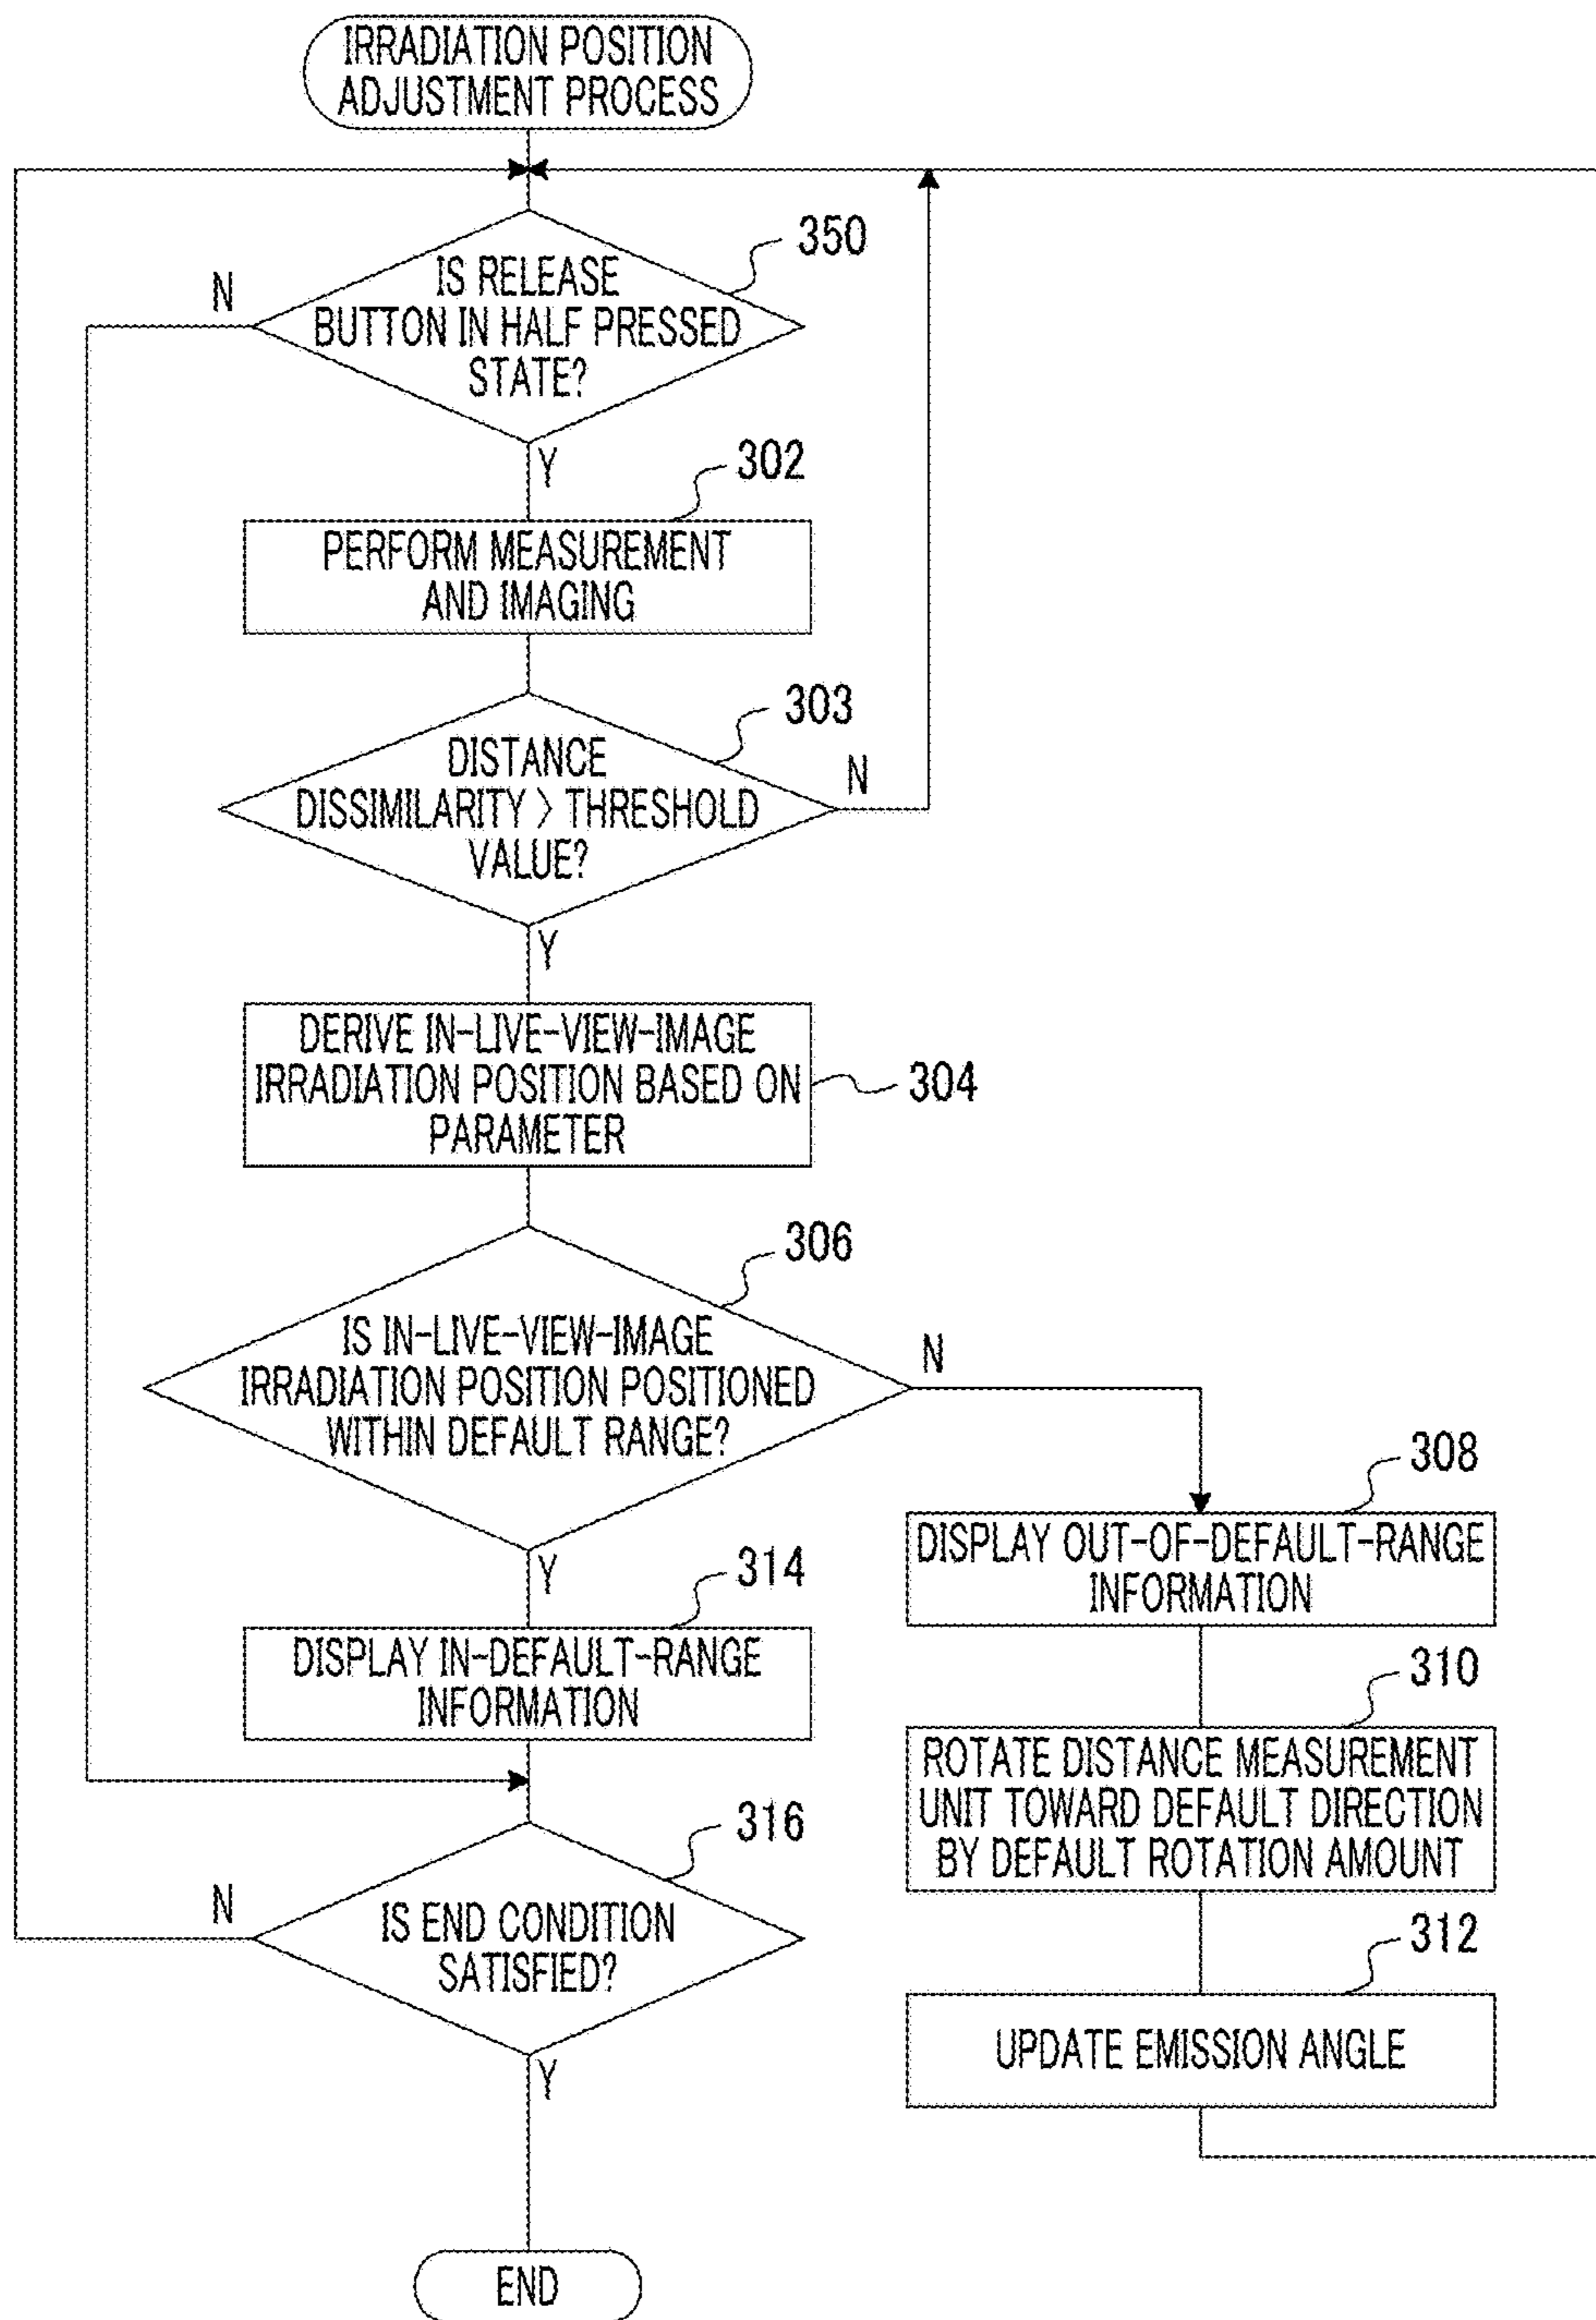 IRRADIATION POSITION
ADJUSTMENT PROCESS
350
N
IS RELEASE
BUTTON IN HALF PRESSED
STATE?
Y
302
PERFORM MEASUREMENT
AND IMAGING
303
DISTANCE
DISSIMILARITY > THRESHOLD
VALUE?
N
Y
DERIVE IN-LIVE-VIEW-IMAGE
IRRADIATION POSITION BASED ON
PARAMETER
304
306
IS IN-LIVE-VIEW-IMAGE
IRRADIATION POSITION POSITIONED
WITHIN DEFAULT RANGE?
N
Y
308
DISPLAY OUT-OF-DEFAULT-RANGE
INFORMATION
314
DISPLAY IN-DEFAULT-RANGE
INFORMATION
310
ROTATE DISTANCE MEASUREMENT
UNIT TOWARD DEFAULT DIRECTION
BY DEFAULT ROTATION AMOUNT
316
N
IS END CONDITION
SATISFIED?
Y
312
UPDATE EMISSION ANGLE
END